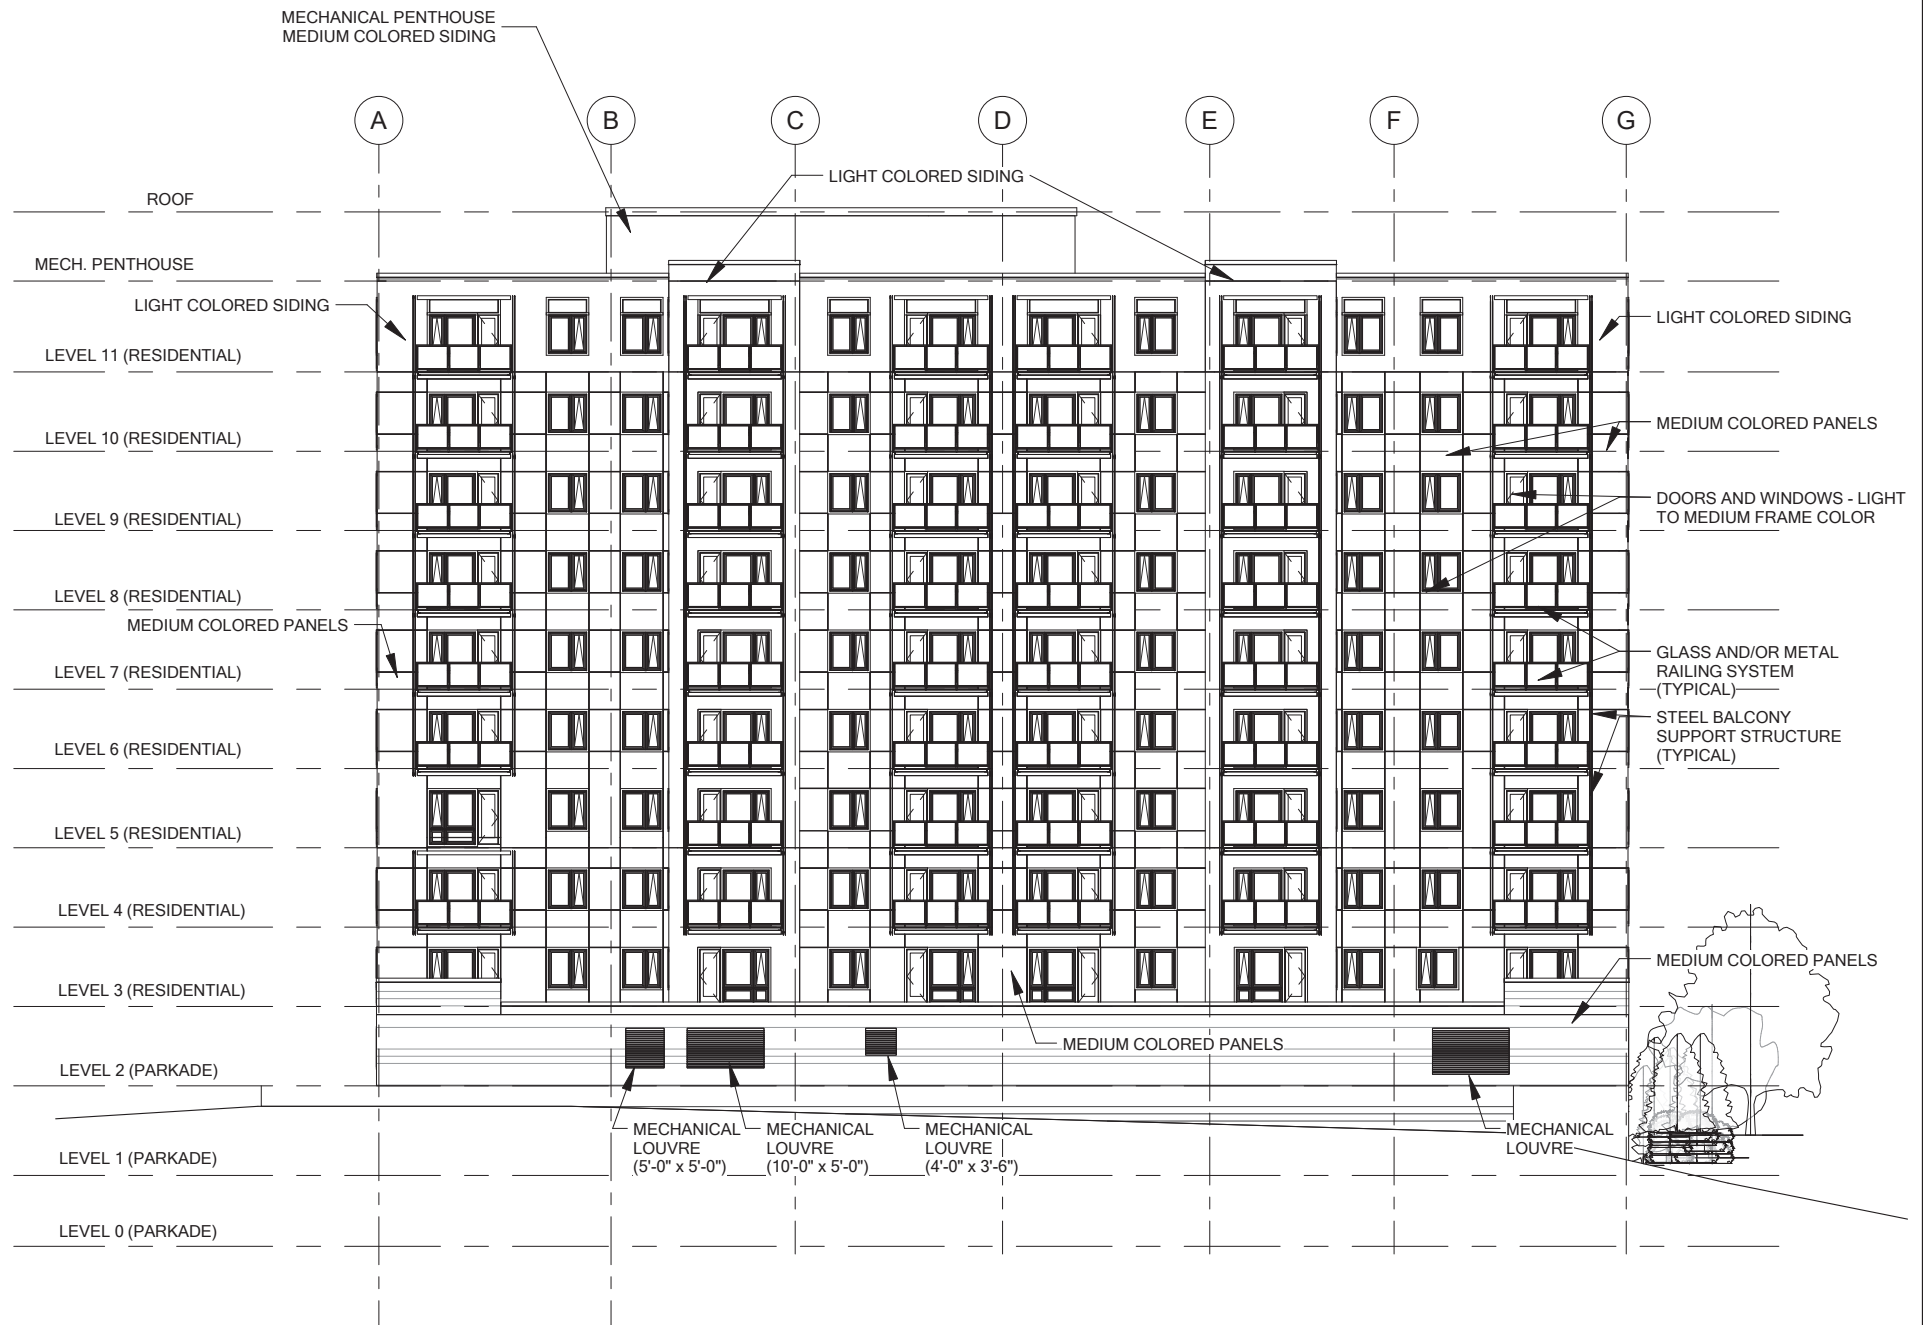 MECHANICAL PENTHOUSE
MEDIUM COLORED SIDING
A
B
C
D
E
F
G
LIGHT COLORED SIDING
ROOF
MECH. PENTHOUSE
LIGHT COLORED SIDING
LIGHT COLORED SIDING
LEVEL 11 (RESIDENTIAL)
MEDIUM COLORED PANELS
LEVEL 10 (RESIDENTIAL)
DOORS AND WINDOWS - LIGHT
TO MEDIUM FRAME COLOR
LEVEL 9 (RESIDENTIAL)
LEVEL 8 (RESIDENTIAL)
MEDIUM COLORED PANELS
GLASS AND/OR METAL
RAILING SYSTEM
(TYPICAL)
LEVEL 7 (RESIDENTIAL)
STEEL BALCONY
SUPPORT STRUCTURE
(TYPICAL)
LEVEL 6 (RESIDENTIAL)
LEVEL 5 (RESIDENTIAL)
LEVEL 4 (RESIDENTIAL)
MEDIUM COLORED PANELS
LEVEL 3 (RESIDENTIAL)
MEDIUM COLORED PANELS
LEVEL 2 (PARKADE)
MECHANICAL
LOUVRE
(5'-0" x 5'-0")
MECHANICAL
LOUVRE
(10'-0" x 5'-0")
MECHANICAL
LOUVRE
(4'-0" x 3'-6")
MECHANICAL
LOUVRE
LEVEL 1 (PARKADE)
LEVEL 0 (PARKADE)